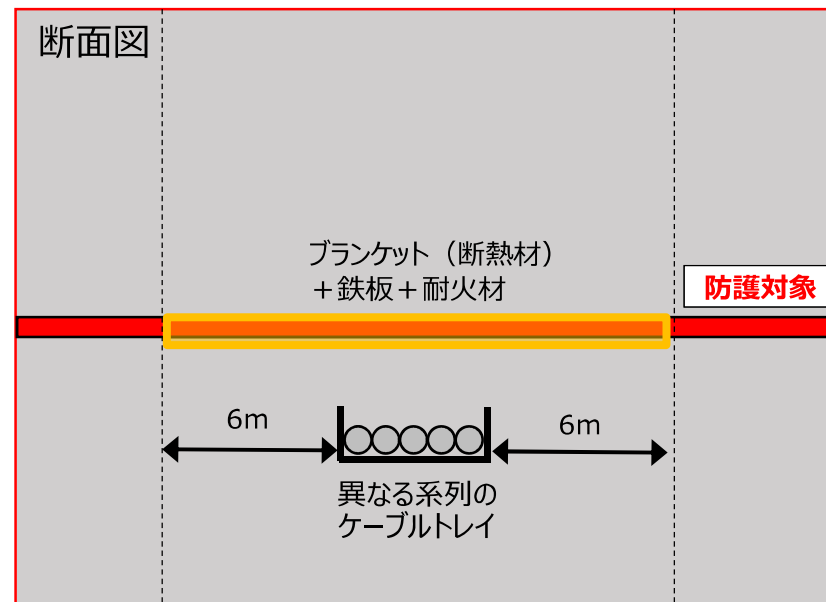 断面図
ブランケット（断熱材）
＋鉄板＋耐火材
防護対象
6m
6m
異なる系列の
ケーブルトレイ